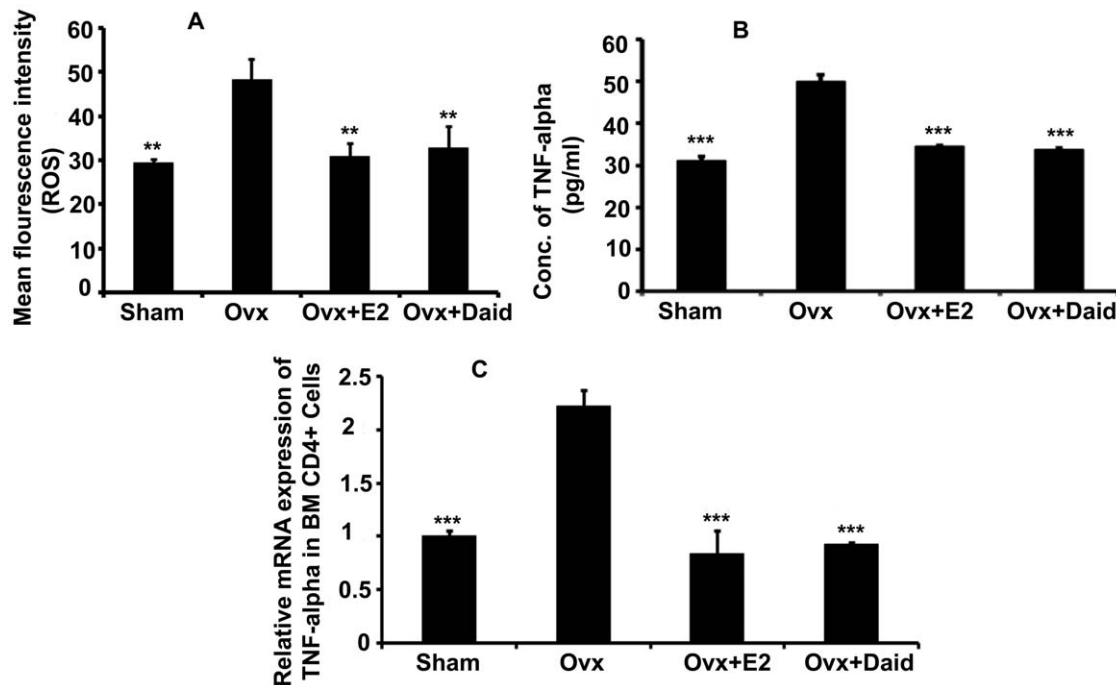 A
Mean flourescence intensity
(ROS)
60
50
40
30
20
10
0
**
**
**
Sham Ovx Ovx+E2 Ovx+Daid
B
Conc. of TNF-alpha
(pg/ml)
60
50
40
30
20
10
0
***
***
***
Sham Ovx Ovx+E2 Ovx+Daid
C
Relative mRNA expression of
TNF-alpha in BM CD4+ Cells
2.5
2
1.5
1
0.5
0
***
***
***
Sham Ovx Ovx+E2 Ovx+Daid